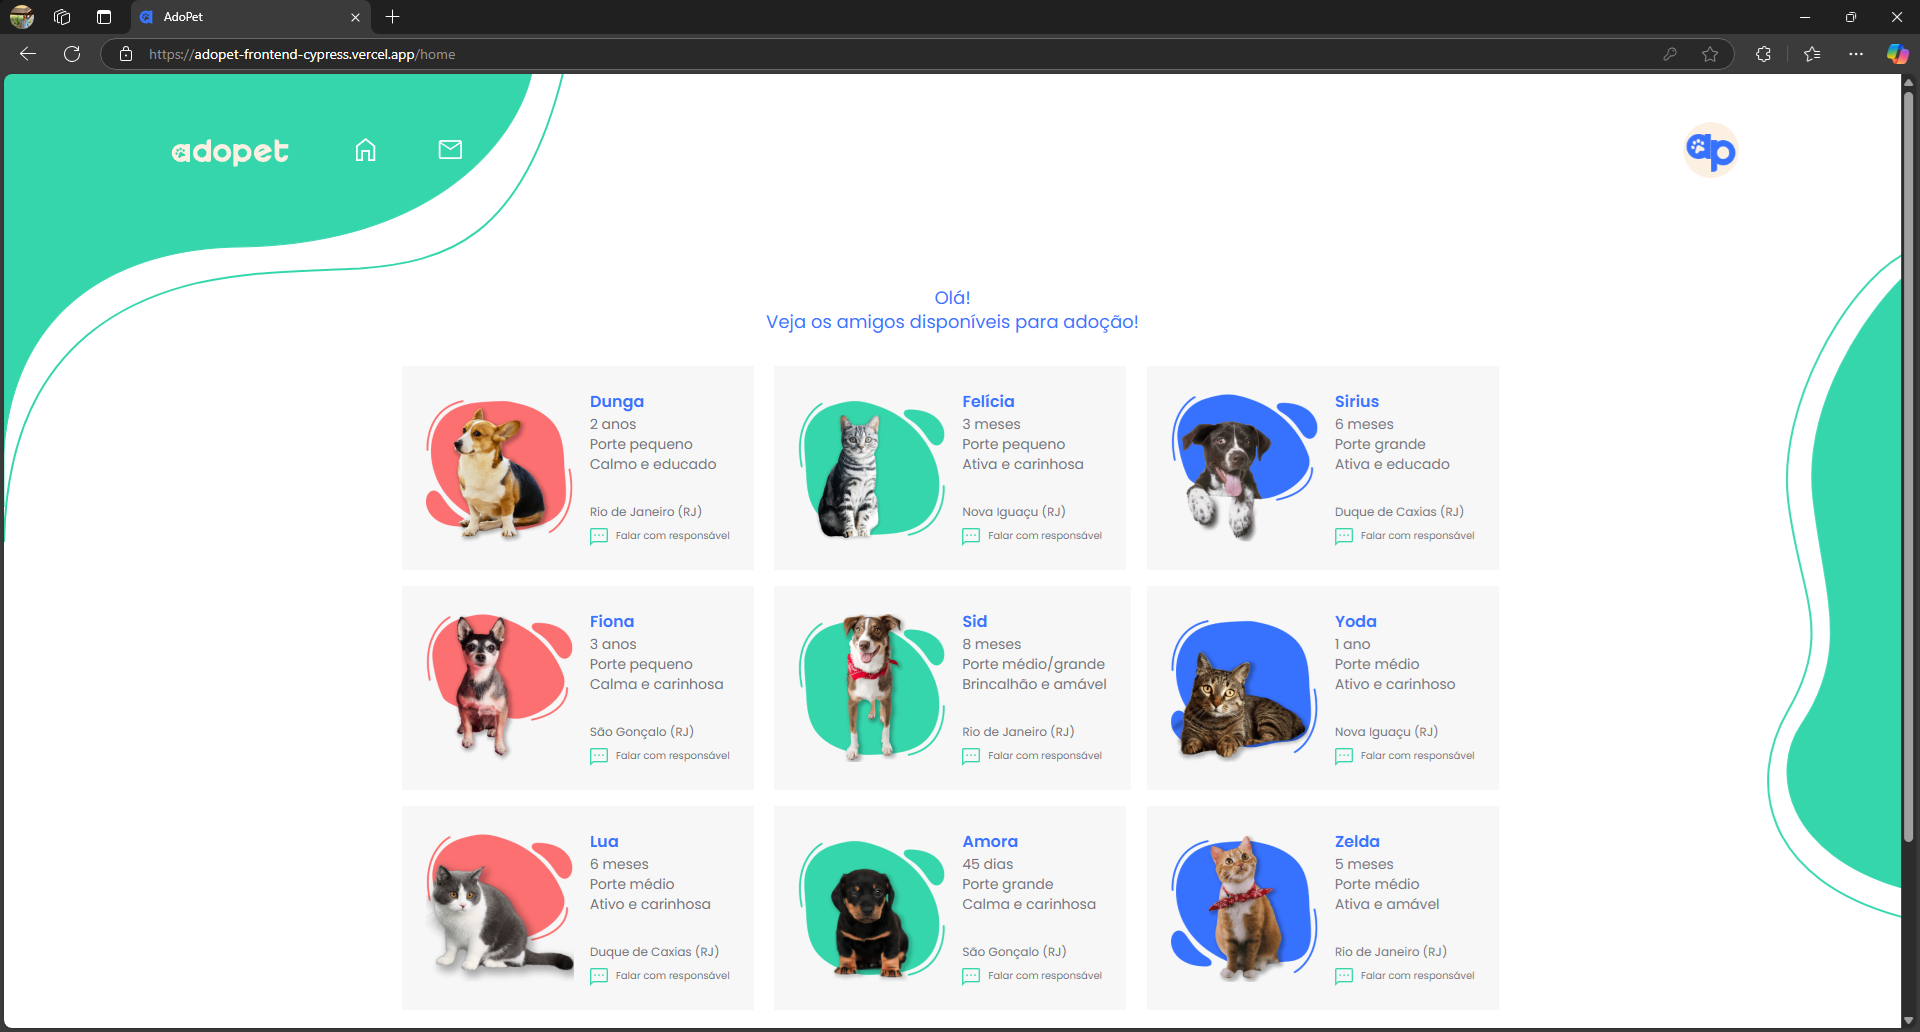 AdoPet
https://adopet-frontend-cypress.vercel.app/home
adopet
ap
Olá!
Veja os amigos disponíveis para adoção!
Dunga
2 anos
Porte pequeno
Calmo e educado
Rio de Janeiro (RJ)
Falar com responsável
Felícia
3 meses
Porte pequeno
Ativa e carinhosa
Nova Iguaçu (RJ)
Falar com responsável
Sirius
6 meses
Porte grande
Ativa e educado
Duque de Caxias (RJ)
Falar com responsável
Fiona
3 anos
Porte pequeno
Calma e carinhosa
São Gonçalo (RJ)
Falar com responsável
Sid
8 meses
Porte médio/grande
Brincalhão e amável
Rio de Janeiro (RJ)
Falar com responsável
Yoda
1 ano
Porte médio
Ativo e carinhoso
Nova Iguaçu (RJ)
Falar com responsável
Lua
6 meses
Porte médio
Ativo e carinhosa
Duque de Caxias (RJ)
Falar com responsável
Amora
45 dias
Porte grande
Calma e carinhosa
São Gonçalo (RJ)
Falar com responsável
Zelda
5 meses
Porte médio
Ativa e amável
Rio de Janeiro (RJ)
Falar com responsável